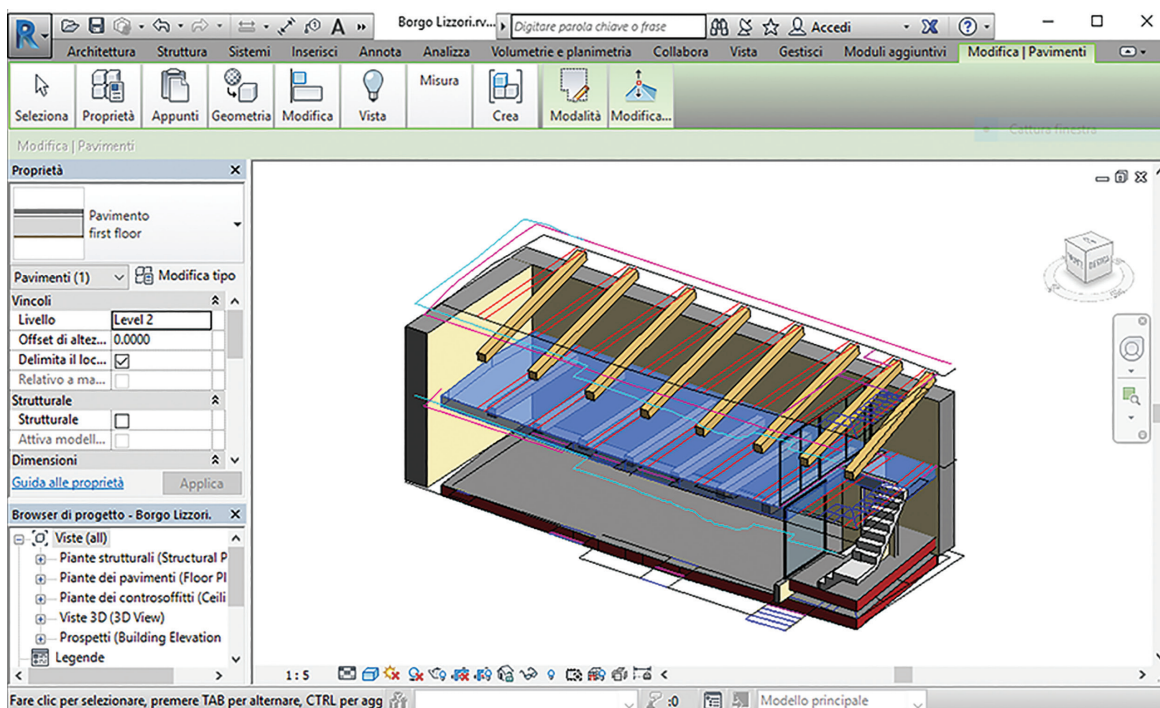 Borgo Lizzori.rv...
Digitare parola chiave o frase
Accedi
Architettura Struttura Sistemi Inserisci Annota Analizza Volumetrie e planimetria Collabora Vista Gestisci Moduli aggiuntivi Modifica | Pavimenti
Misura
Seleziona Proprietà Appunti Geometria Modifica Vista Crea Modalità Modifica...
Cattura finestra
Modifica | Pavimenti
Proprietà
Pavimento
first floor
Pavimenti (1) Modifica tipo
Vincoli
Livello Level 2
Offset di altez... 0.0000
Delimita il loc...
Relativo a ma...
Strutturale
Strutturale
Attiva modell...
Dimensioni
Guida alle proprietà Applica
Browser di progetto - Borgo Lizzori.
Viste (all)
Piante strutturali (Structural P
Piante dei pavimenti (Floor Pl
Piante dei controsoffitti (Ceili
Viste 3D (3D View)
Prospetti (Building Elevation
Legende
1 : 5
Fare clic per selezionare, premere TAB per alternare, CTRL per agg :0 Modello principale